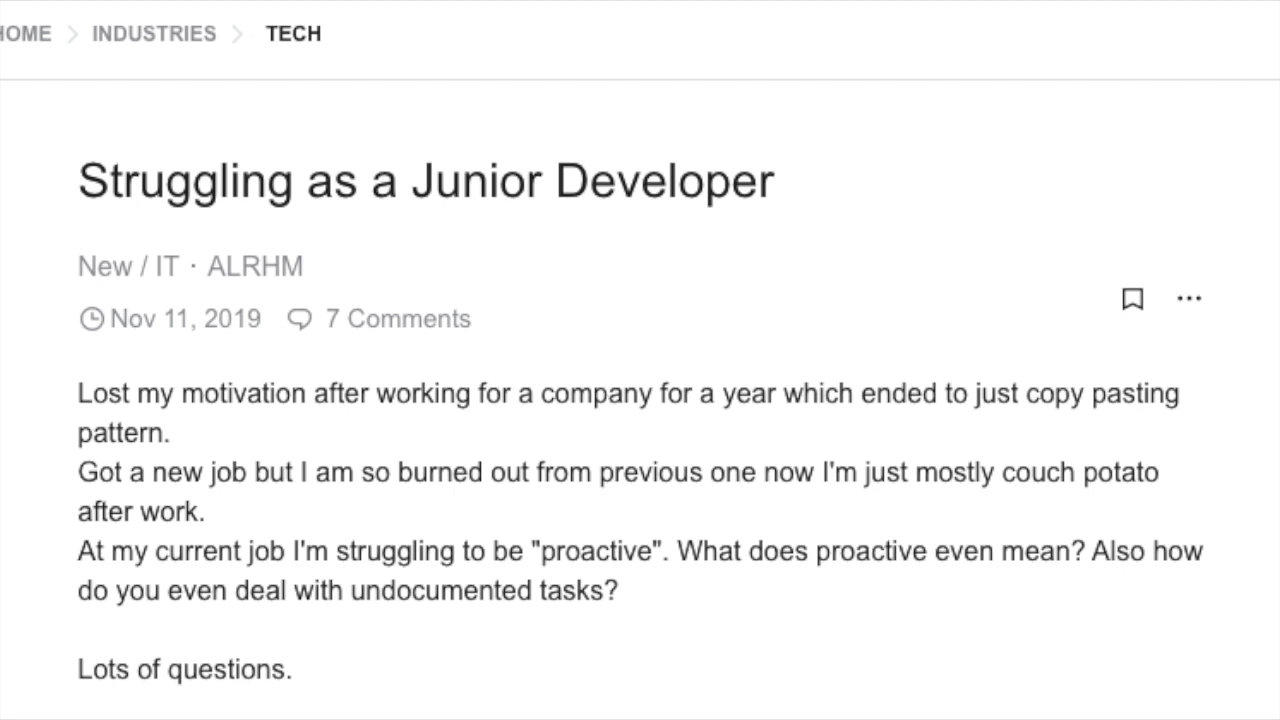 HOME > INDUSTRIES > TECH
Struggling as a Junior Developer
New / IT · ALRHM
Nov 11, 2019 7 Comments
Lost my motivation after working for a company for a year which ended to just copy pasting
pattern.
Got a new job but I am so burned out from previous one now I'm just mostly couch potato
after work.
At my current job I'm struggling to be "proactive". What does proactive even mean? Also how
do you even deal with undocumented tasks?
Lots of questions.